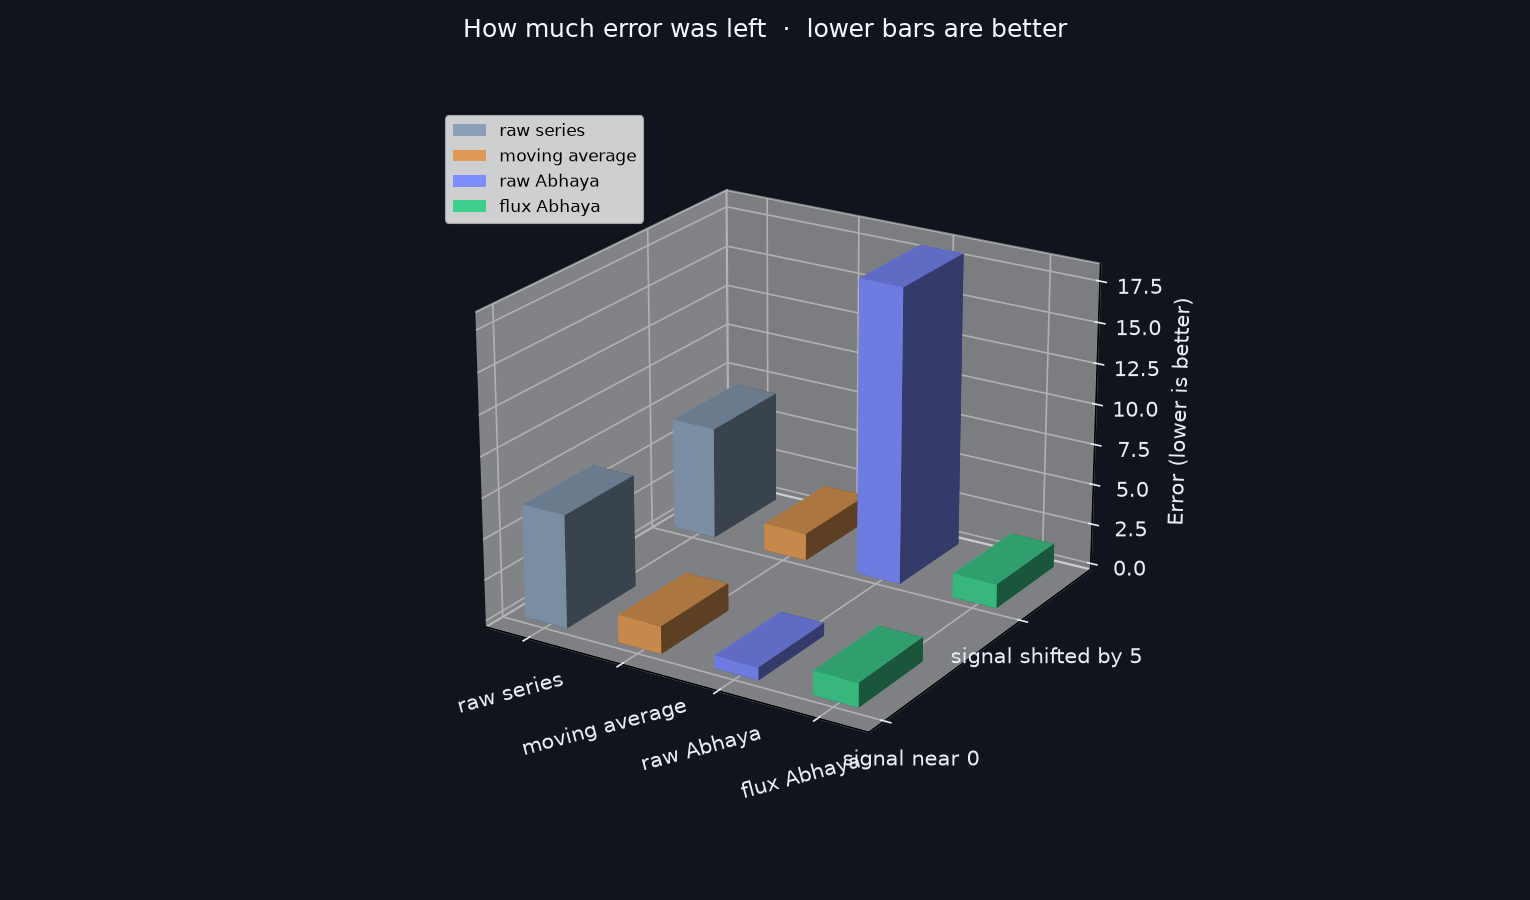 How much error was left  ·  lower bars are better
raw series
moving average
raw Abhaya
flux Abhaya
17.5
15.0
12.5
10.0
7.5
5.0
2.5
0.0
Error (lower is better)
raw series
moving average
raw Abhaya
flux Abhaya
signal near 0
signal shifted by 5